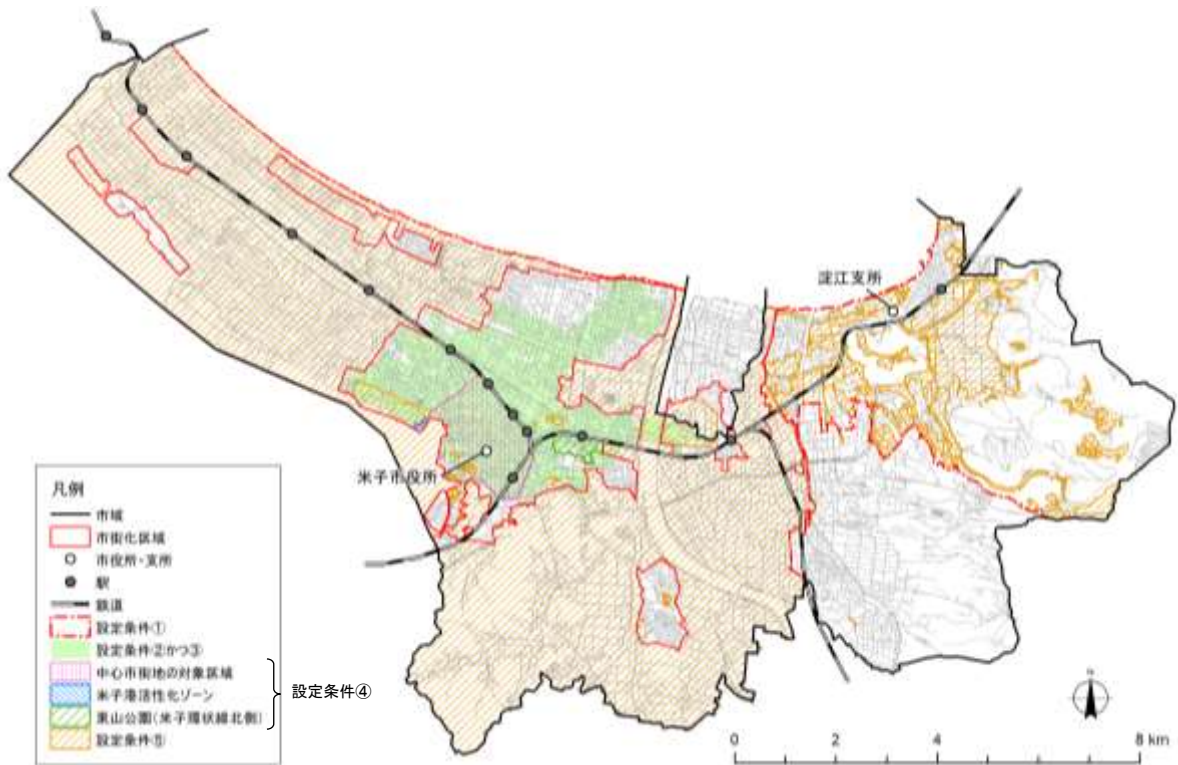 淀江支所
米子市役所
凡例
市域
市街化区域
市役所・支所
駅
鉄道
設定条件①
設定条件②かつ③
中心市街地の対象区域
米子港活性化ゾーン
東山公園(米子環状線北側)
設定条件⑤
設定条件④
0 2 4 8 km